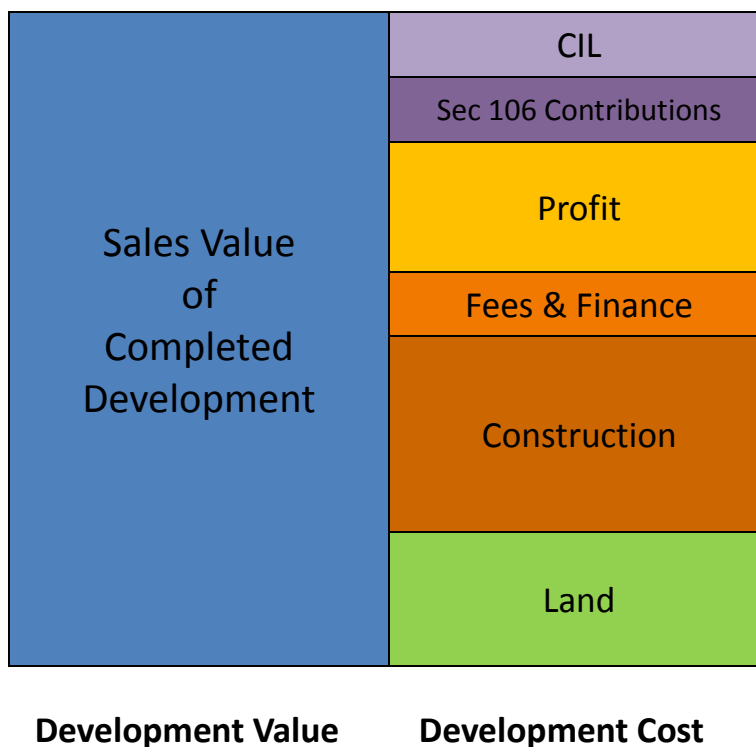 Sales Value
of
Completed
Development
CIL
Sec 106 Contributions
Profit
Fees & Finance
Construction
Land
Development Value
Development Cost